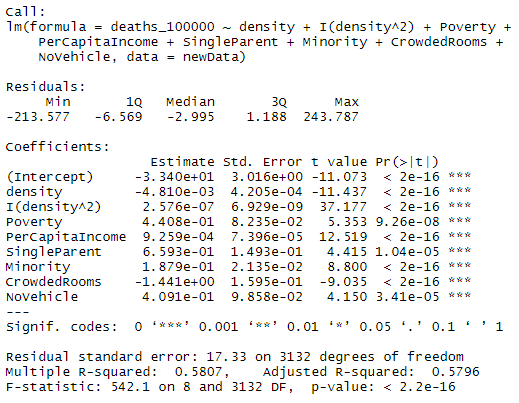 Call:
lm(formula = deaths_100000 ~ density + I(density^2) + Poverty +
    PerCapitaIncome + SingleParent + Minority + CrowdedRooms +
    NoVehicle, data = newData)

Residuals:
     Min       1Q   Median       3Q      Max
-213.577   -6.569   -2.995    1.188  243.787

Coefficients:
                  Estimate Std. Error t value Pr(>|t|)
(Intercept)     -3.340e+01  3.016e+00 -11.073  < 2e-16 ***
density         -4.810e-03  4.205e-04 -11.437  < 2e-16 ***
I(density^2)     2.576e-07  6.929e-09  37.177  < 2e-16 ***
Poverty          4.408e-01  8.235e-02   5.353 9.26e-08 ***
PerCapitaIncome  9.259e-04  7.396e-05  12.519  < 2e-16 ***
SingleParent     6.593e-01  1.493e-01   4.415 1.04e-05 ***
Minority         1.879e-01  2.135e-02   8.800  < 2e-16 ***
CrowdedRooms    -1.441e+00  1.595e-01  -9.035  < 2e-16 ***
NoVehicle        4.091e-01  9.858e-02   4.150 3.41e-05 ***
---
Signif. codes:  0 ‘***’ 0.001 ‘**’ 0.01 ‘*’ 0.05 ‘.’ 0.1 ‘ ’ 1

Residual standard error: 17.33 on 3132 degrees of freedom
Multiple R-squared:  0.5807,    Adjusted R-squared:  0.5796
F-statistic: 542.1 on 8 and 3132 DF,  p-value: < 2.2e-16